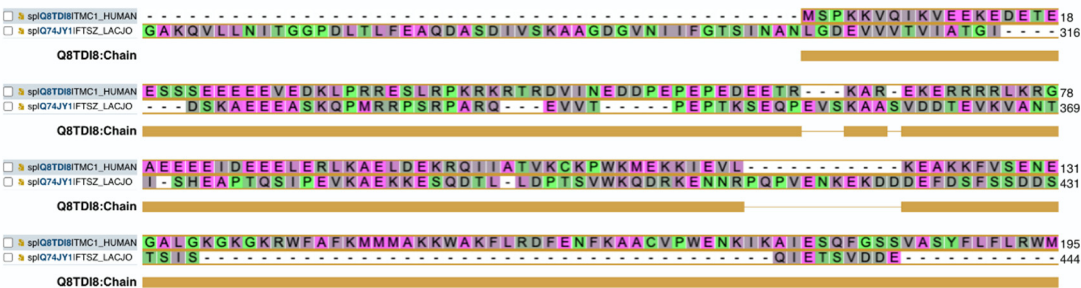 sp|Q8TDI8|TMC1_HUMAN ----------------------------------------------MSPKKVQIKVEEKEDETE 18
sp|Q74JY1|FTSZ_LACJO GAKQVLLNITGGPDLTLFEAQDASDIVSKAAGDGVNIIFGTSINANLGDEVVVTVIATGI---- 316
Q8TDI8:Chain
sp|Q8TDI8|TMC1_HUMAN ESSSEEEEEVEDKLPRRESLRPKRKRTRDVINEDDPEPEPEDEETR---KAR-EKERRRRLKRG 78
sp|Q74JY1|FTSZ_LACJO ---DSKAEEEASKQPMRRPSRPARQ---EVVT-----PEPTKSEQPEVSKAASVDDTEVKVANT 369
Q8TDI8:Chain
sp|Q8TDI8|TMC1_HUMAN AEEEEIDEEELERLKAELDEKRQIIATVKCKPWKMEKKIEVL-----------KEAKKFVSENE 131
sp|Q74JY1|FTSZ_LACJO I-SHEAPTQSIPEVKAEKKESQDTL-LDPTSVWKQDRKENNRPQPVENKEKDDDEFDSFSSDDS 431
Q8TDI8:Chain
sp|Q8TDI8|TMC1_HUMAN GALGKGKGKRWFAFKMMMAKKWAKFLRDFENFKAACVPWENKIKAIESQFGSSVASYFLFLRWM 195
sp|Q74JY1|FTSZ_LACJO TSIS----------------------------------------QIETSVDDE----------- 444
Q8TDI8:Chain